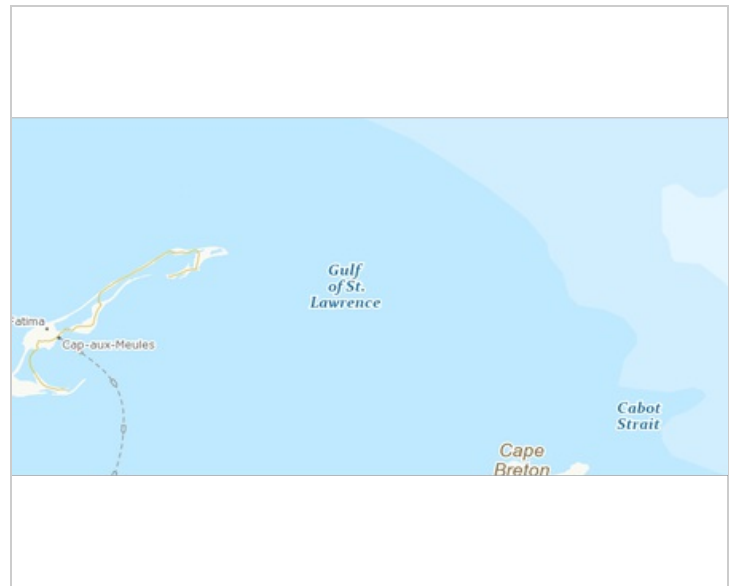 Gulf
of St.
Lawrence
Fatima
Cap-aux-Meules
Cabot
Strait
Cape
Breton